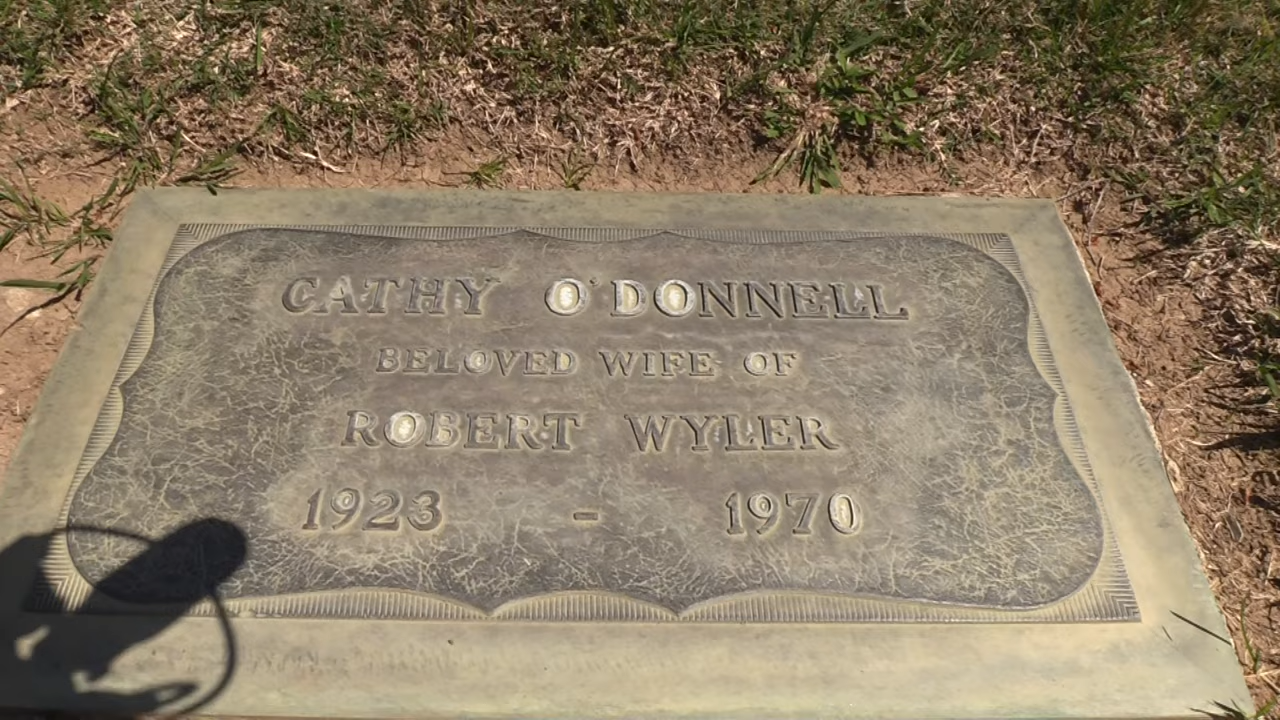 CATHY O'DONNELL
BELOVED WIFE OF
ROBERT WYLER
1923 - 1970